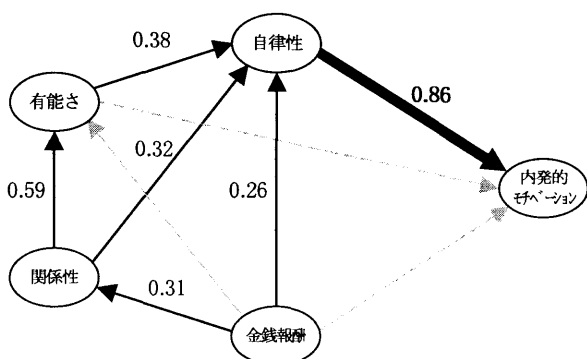 0.38
自律性
0.86
有能さ
0.32
0.26
0.59
内発的
モチベーション
関係性
0.31
金銭報酬